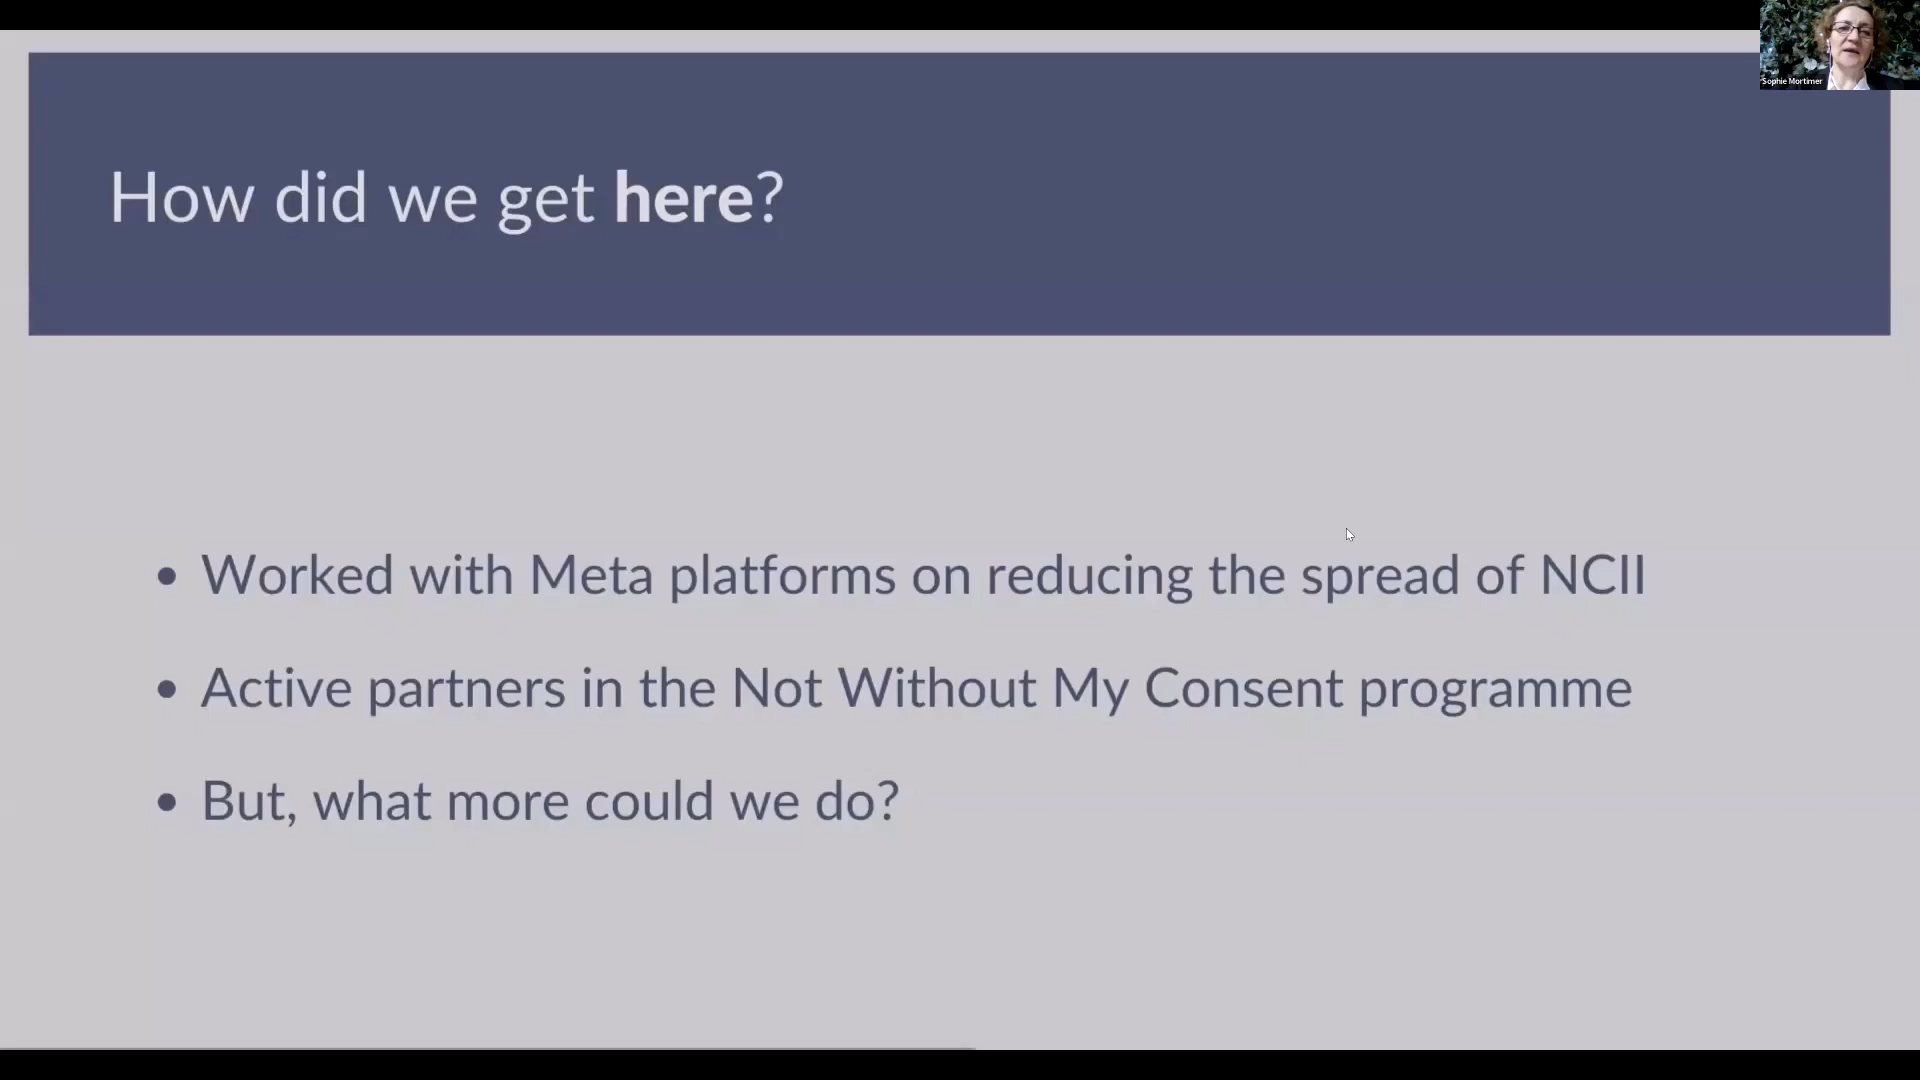 Sophie Mortimer
How did we get here?
• Worked with Meta platforms on reducing the spread of NCII
• Active partners in the Not Without My Consent programme
• But, what more could we do?